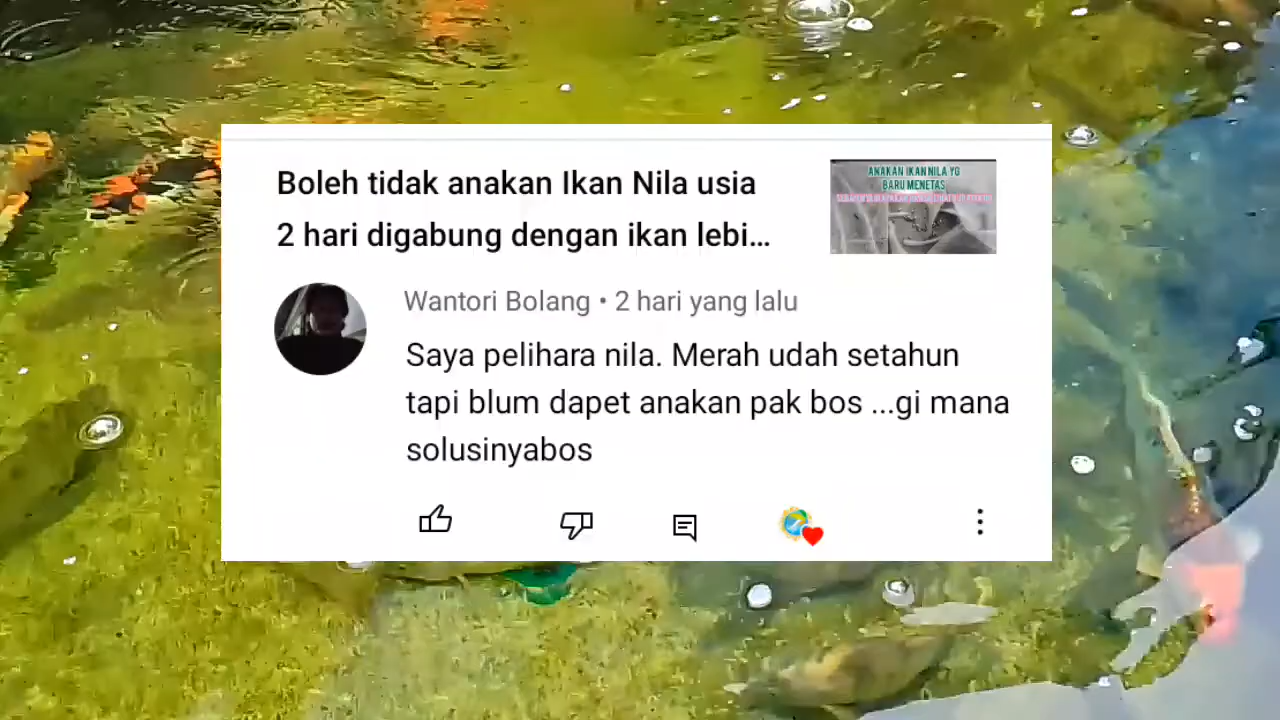 Boleh tidak anakan Ikan Nila usia
2 hari digabung dengan ikan lebi...
ANAKAN IKAN NILA YG
BARU MENETAS
Wantori Bolang • 2 hari yang lalu
Saya pelihara nila. Merah udah setahun
tapi blum dapet anakan pak bos ...gi mana
solusinyabos